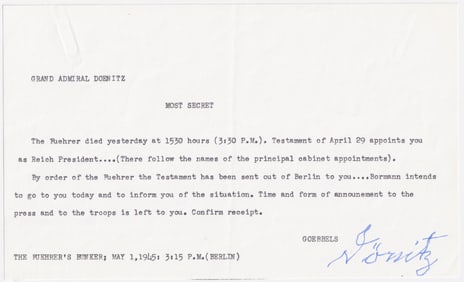 GRAND ADMIRAL DOENITZ
MOST SECRET
The Fuehrer died yesterday at 1530 hours (3:30 P.M.). Testament of April 29 appoints you
as Reich President....(There follow the names of the principal cabinet appointments).
By order of the Fuehrer the Testament has been sent out of Berlin to you....Bormann intends
to go to you today and to inform you of the situation. Time and form of announement to the
press and to the troops is left to you. Confirm receipt.
GOEBBELS
Dönitz
THE FUEHRER'S BUNKER; MAY 1,1945; 3:15 P.M.(BERLIN)